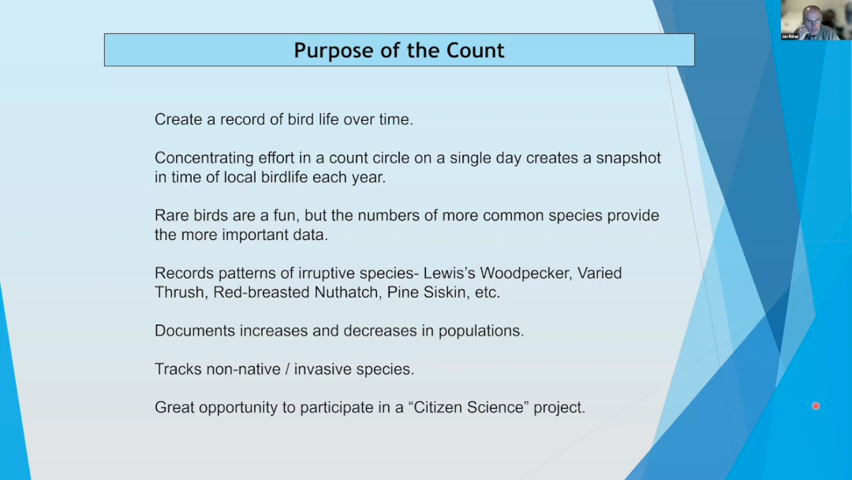 Purpose of the Count
Create a record of bird life over time.
Concentrating effort in a count circle on a single day creates a snapshot
in time of local birdlife each year.
Rare birds are a fun, but the numbers of more common species provide
the more important data.
Records patterns of irruptive species- Lewis's Woodpecker, Varied
Thrush, Red-breasted Nuthatch, Pine Siskin, etc.
Documents increases and decreases in populations.
Tracks non-native / invasive species.
Great opportunity to participate in a “Citizen Science” project.